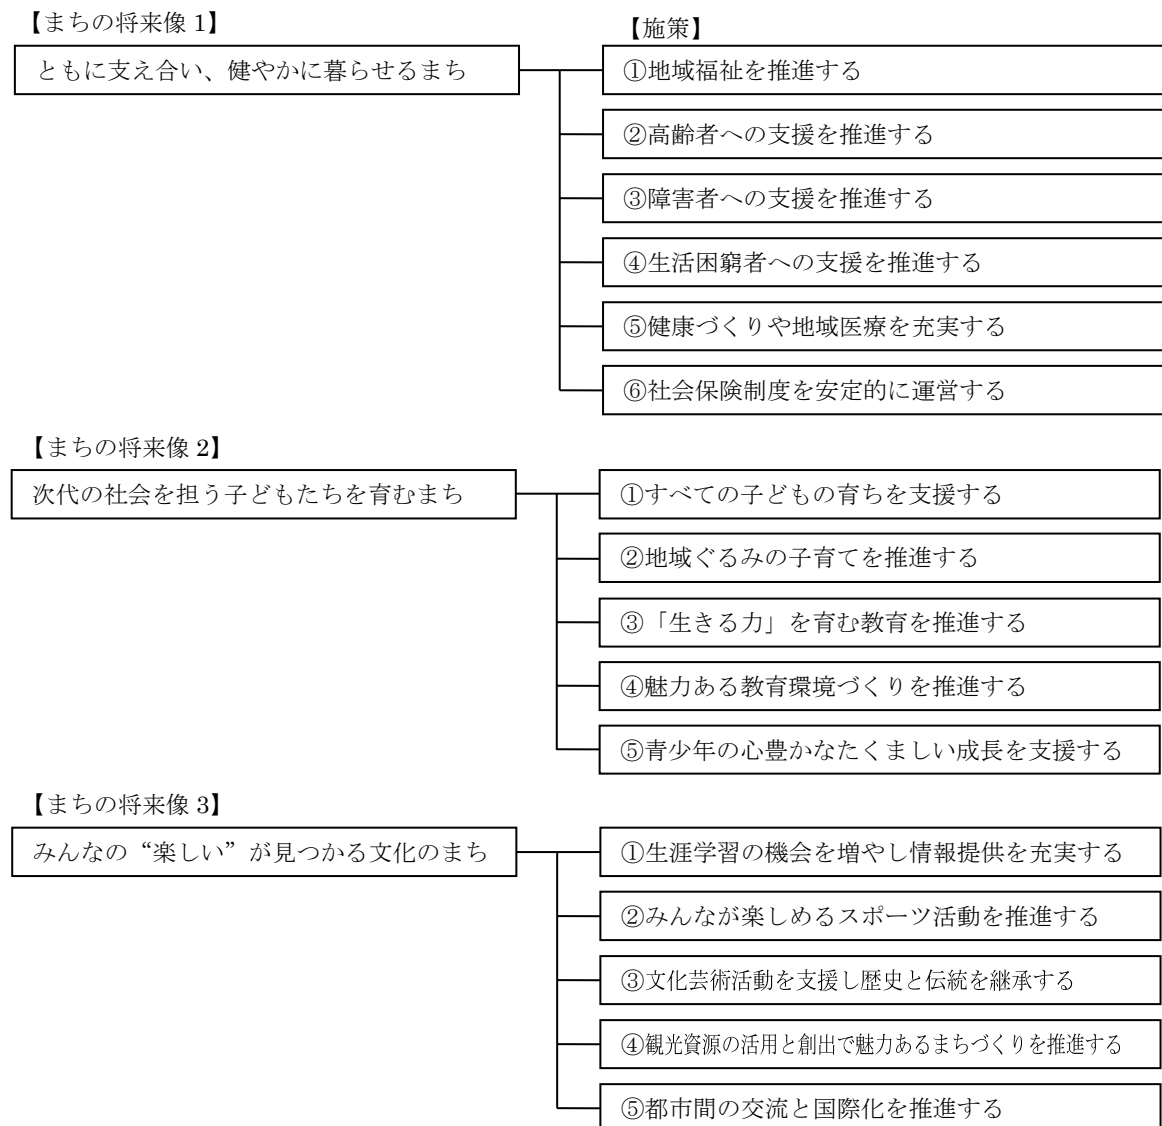 【まちの将来像 1】
【施策】
ともに支え合い、健やかに暮らせるまち
①地域福祉を推進する
②高齢者への支援を推進する
③障害者への支援を推進する
④生活困窮者への支援を推進する
⑤健康づくりや地域医療を充実する
⑥社会保険制度を安定的に運営する
【まちの将来像 2】
次代の社会を担う子どもたちを育むまち
①すべての子どもの育ちを支援する
②地域ぐるみの子育てを推進する
③「生きる力」を育む教育を推進する
④魅力ある教育環境づくりを推進する
⑤青少年の心豊かなたくましい成長を支援する
【まちの将来像 3】
みんなの“楽しい”が見つかる文化のまち
①生涯学習の機会を増やし情報提供を充実する
②みんなが楽しめるスポーツ活動を推進する
③文化芸術活動を支援し歴史と伝統を継承する
④観光資源の活用と創出で魅力あるまちづくりを推進する
⑤都市間の交流と国際化を推進する